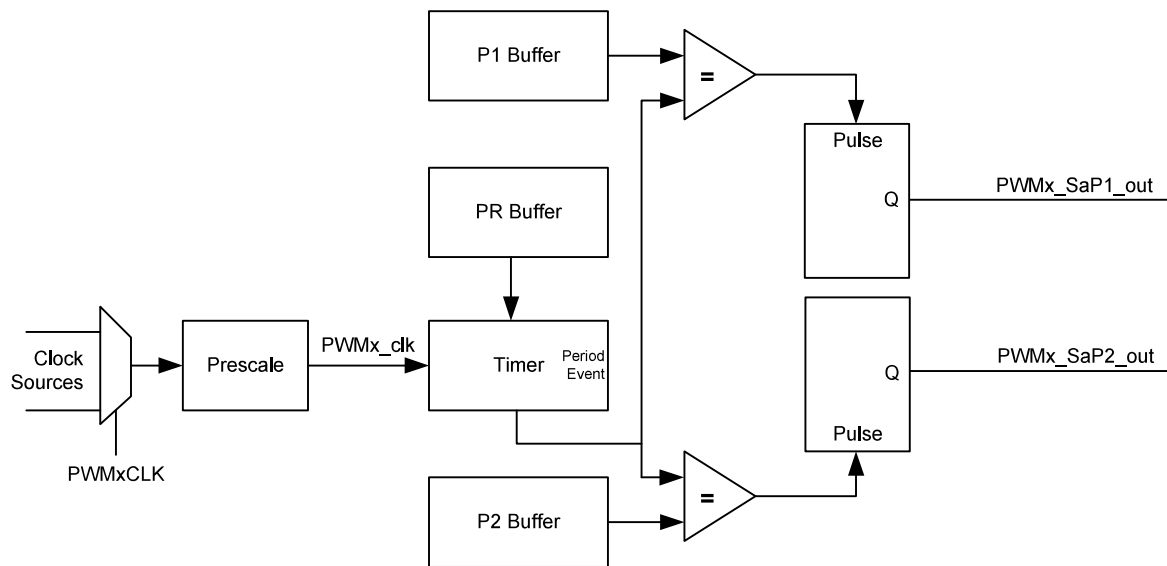 P1 Buffer
=
Pulse
Q
PWMx_SaP1_out
PR Buffer
Clock
Sources
Prescale
PWMx_clk
Timer
Period
Event
PWMxCLK
Q
PWMx_SaP2_out
Pulse
P2 Buffer
=